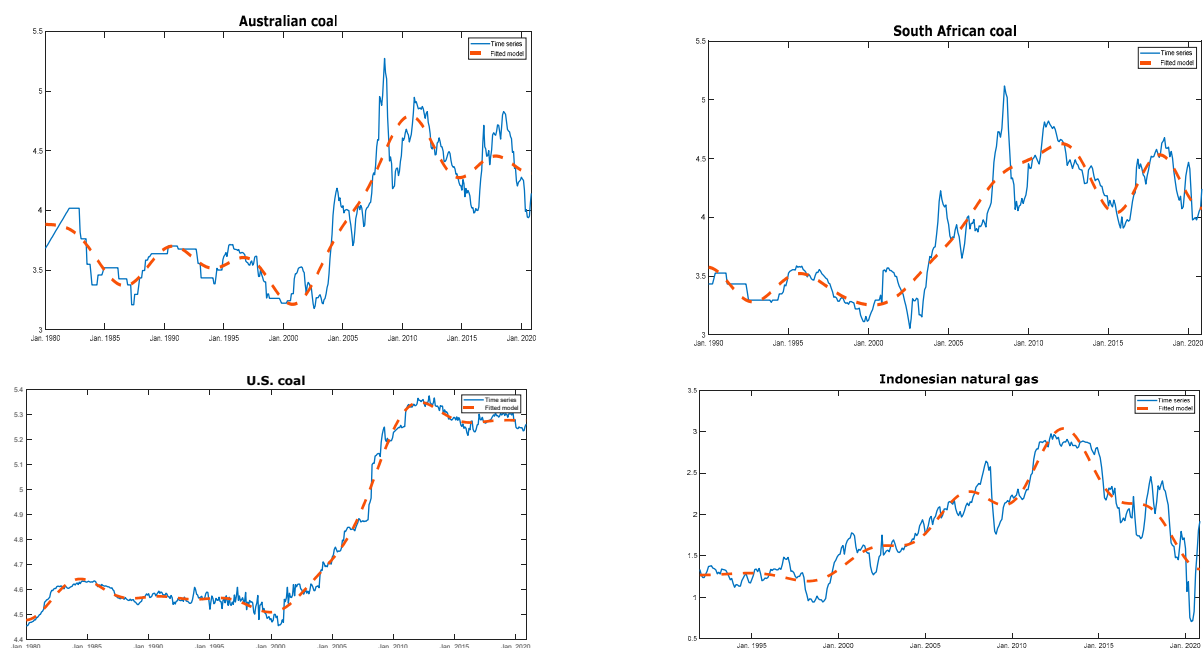 Australian coal
5.5
5
4.5
4
3.5
3
Time series
Fitted model
Jan. 1980 Jan. 1985 Jan. 1990 Jan. 1995 Jan. 2000 Jan. 2005 Jan. 2010 Jan. 2015 Jan. 2020
South African coal
5.5
5
4.5
4
3.5
3
Time series
Fitted model
Jan. 1990 Jan. 1995 Jan. 2000 Jan. 2005 Jan. 2010 Jan. 2015 Jan. 2020
U.S. coal
5.4
5.3
5.2
5.1
5
4.9
4.8
4.7
4.6
4.5
4.4
Time series
Fitted model
Jan. 1980 Jan. 1985 Jan. 1990 Jan. 1995 Jan. 2000 Jan. 2005 Jan. 2010 Jan. 2015 Jan. 2020
Indonesian natural gas
3.5
3
2.5
2
1.5
1
0.5
Time series
Fitted model
Jan. 1995 Jan. 2000 Jan. 2005 Jan. 2010 Jan. 2015 Jan. 2020